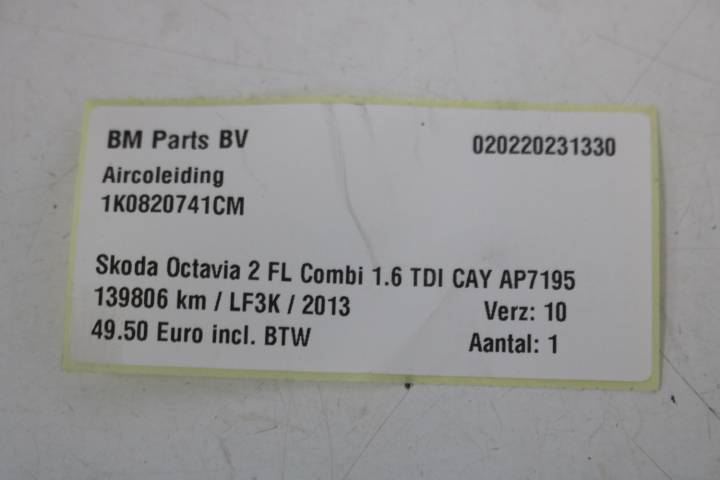 BM Parts BV 020220231330
Aircoleiding
1K0820741CM
Skoda Octavia 2 FL Combi 1.6 TDI CAY AP7195
139806 km / LF3K / 2013 Verz: 10
49.50 Euro incl. BTW Aantal: 1